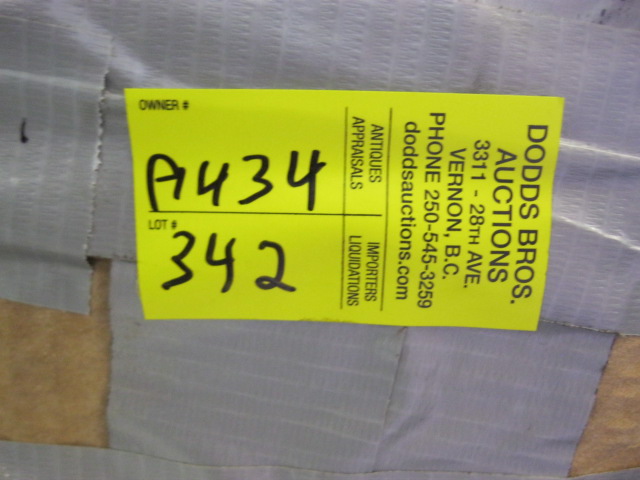 OWNER #
A434
LOT #
342
ANTIQUES
APPRAISALS
IMPORTERS
LIQUIDATIONS
DODDS BROS.
AUCTIONS
3311 - 28TH AVE.
VERNON, B.C.
PHONE 250-545-3259
doddsauctions.com